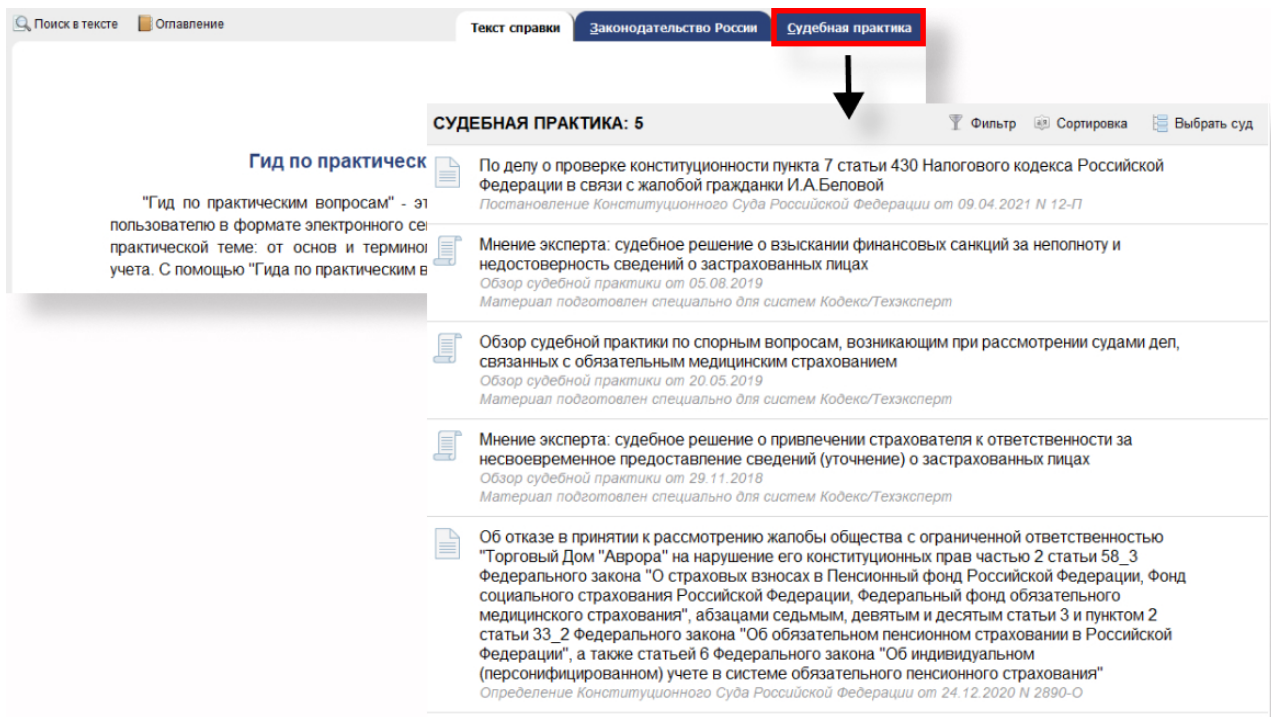 Поиск в тексте
Оглавление
Текст справки
Законодательство России
Судебная практика
Гид по практическ
"Гид по практическим вопросам" - эт
пользователю в формате электронного се
практической теме: от основ и термино
учета. С помощью "Гида по практическим в
СУДЕБНАЯ ПРАКТИКА: 5
Фильтр
Сортировка
Выбрать суд
По делу о проверке конституционности пункта 7 статьи 430 Налогового кодекса Российской
Федерации в связи с жалобой гражданки И.А.Беловой
Постановление Конституционного Суда Российской Федерации от 09.04.2021 N 12-П
Мнение эксперта: судебное решение о взыскании финансовых санкций за неполноту и
недостоверность сведений о застрахованных лицах
Обзор судебной практики от 05.08.2019
Материал подготовлен специально для систем Кодекс/Техэксперт
Обзор судебной практики по спорным вопросам, возникающим при рассмотрении судами дел,
связанных с обязательным медицинским страхованием
Обзор судебной практики от 20.05.2019
Материал подготовлен специально для систем Кодекс/Техэксперт
Мнение эксперта: судебное решение о привлечении страхователя к ответственности за
несвоевременное предоставление сведений (уточнение) о застрахованных лицах
Обзор судебной практики от 29.11.2018
Материал подготовлен специально для систем Кодекс/Техэксперт
Об отказе в принятии к рассмотрению жалобы общества с ограниченной ответственностью
"Торговый Дом "Аврора" на нарушение его конституционных прав частью 2 статьи 58_3
Федерального закона "О страховых взносах в Пенсионный фонд Российской Федерации, Фонд
социального страхования Российской Федерации, Федеральный фонд обязательного
медицинского страхования", абзацами седьмым, девятым и десятым статьи 3 и пунктом 2
статьи 33_2 Федерального закона "Об обязательном пенсионном страховании в Российской
Федерации", а также статьей 6 Федерального закона "Об индивидуальном
(персонифицированном) учете в системе обязательного пенсионного страхования"
Определение Конституционного Суда Российской Федерации от 24.12.2020 N 2890-О